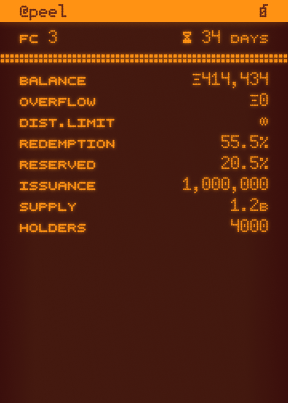 @peel
FC 3 34 DAYS
BALANCE Ξ414,434
OVERFLOW Ξ0
DIST.LIMIT ∞
REDEMPTION 55.5%
RESERVED 20.5%
ISSUANCE 1,000,000
SUPPLY 1.2B
HOLDERS 4000